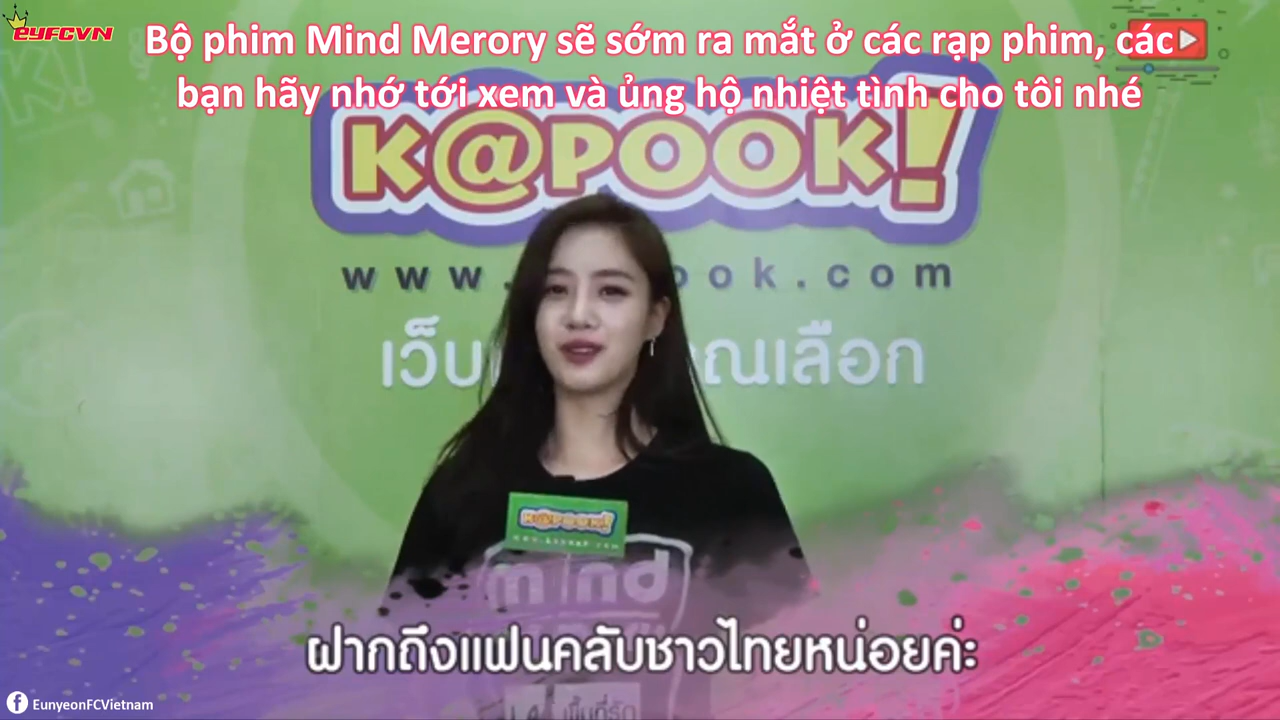 eyFCVN
Bộ phim Mind Merory sẽ sớm ra mắt ở các rạp phim, các
bạn hãy nhớ tới xem và ủng hộ nhiệt tình cho tôi nhé
K@POOK!
www. ook.com
เว็บ ณเลือก
K@POOK!
mind
ฝากถึงแฟนคลับชาวไทยหน่อยค่ะ
EunyeonFCVietnam